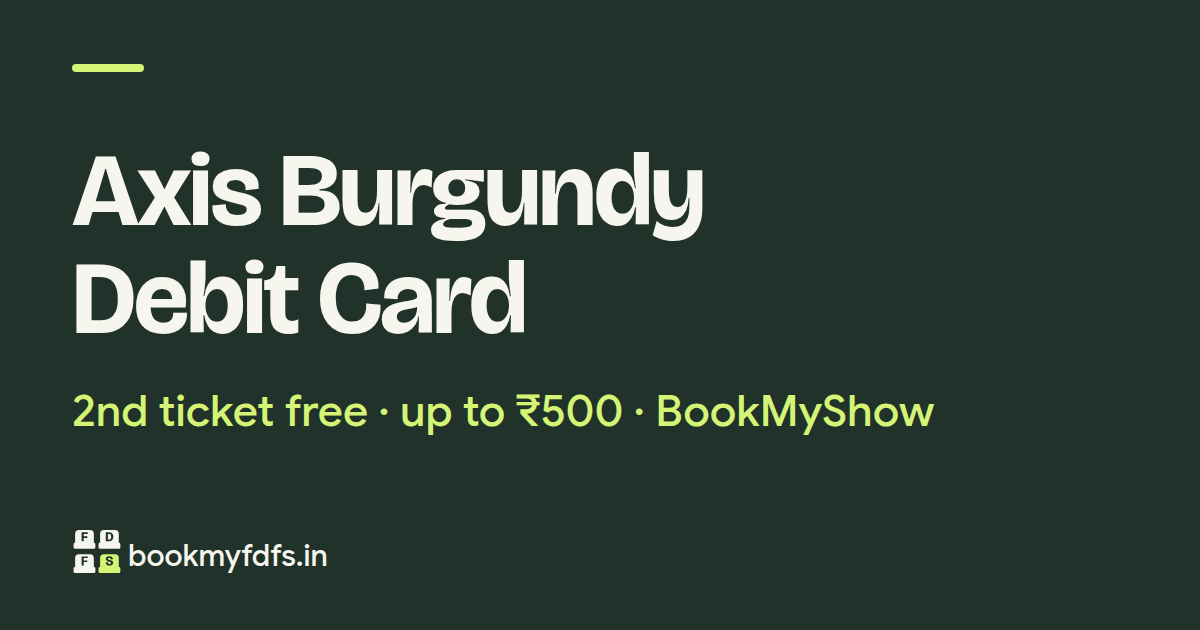 Axis Burgundy
Debit Card
2nd ticket free · up to ₹500 · BookMyShow
F D
F S
bookmyfdfs.in